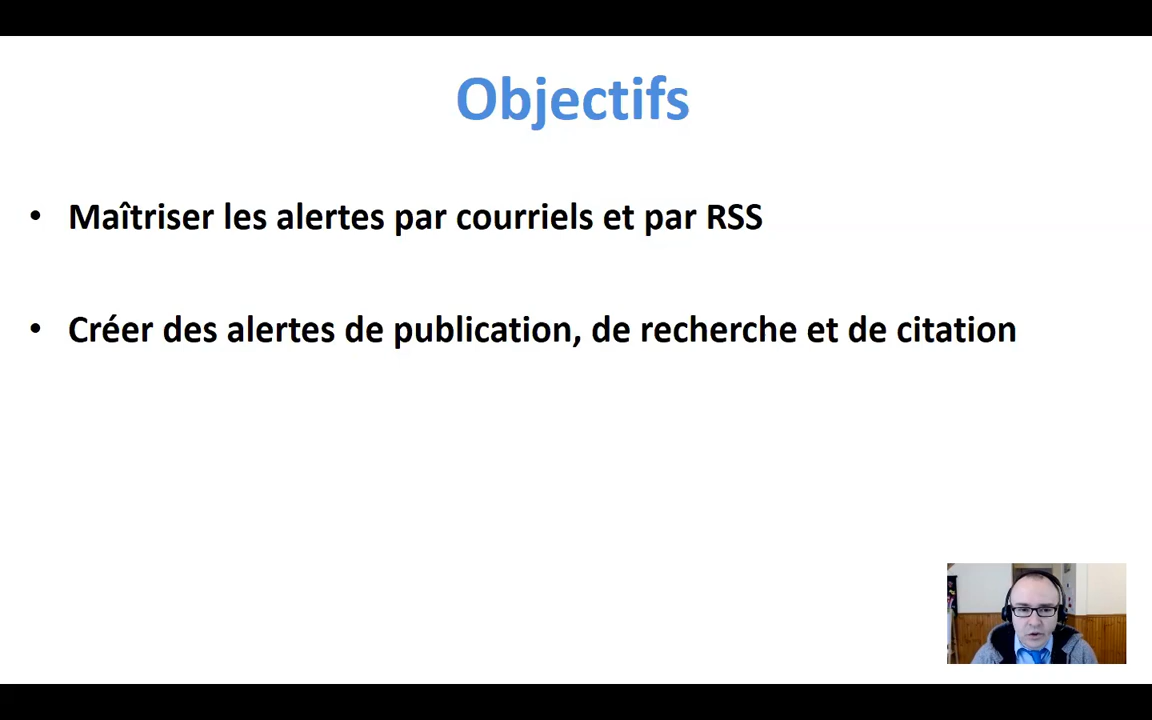 Objectifs
• Maîtriser les alertes par courriels et par RSS
• Créer des alertes de publication, de recherche et de citation